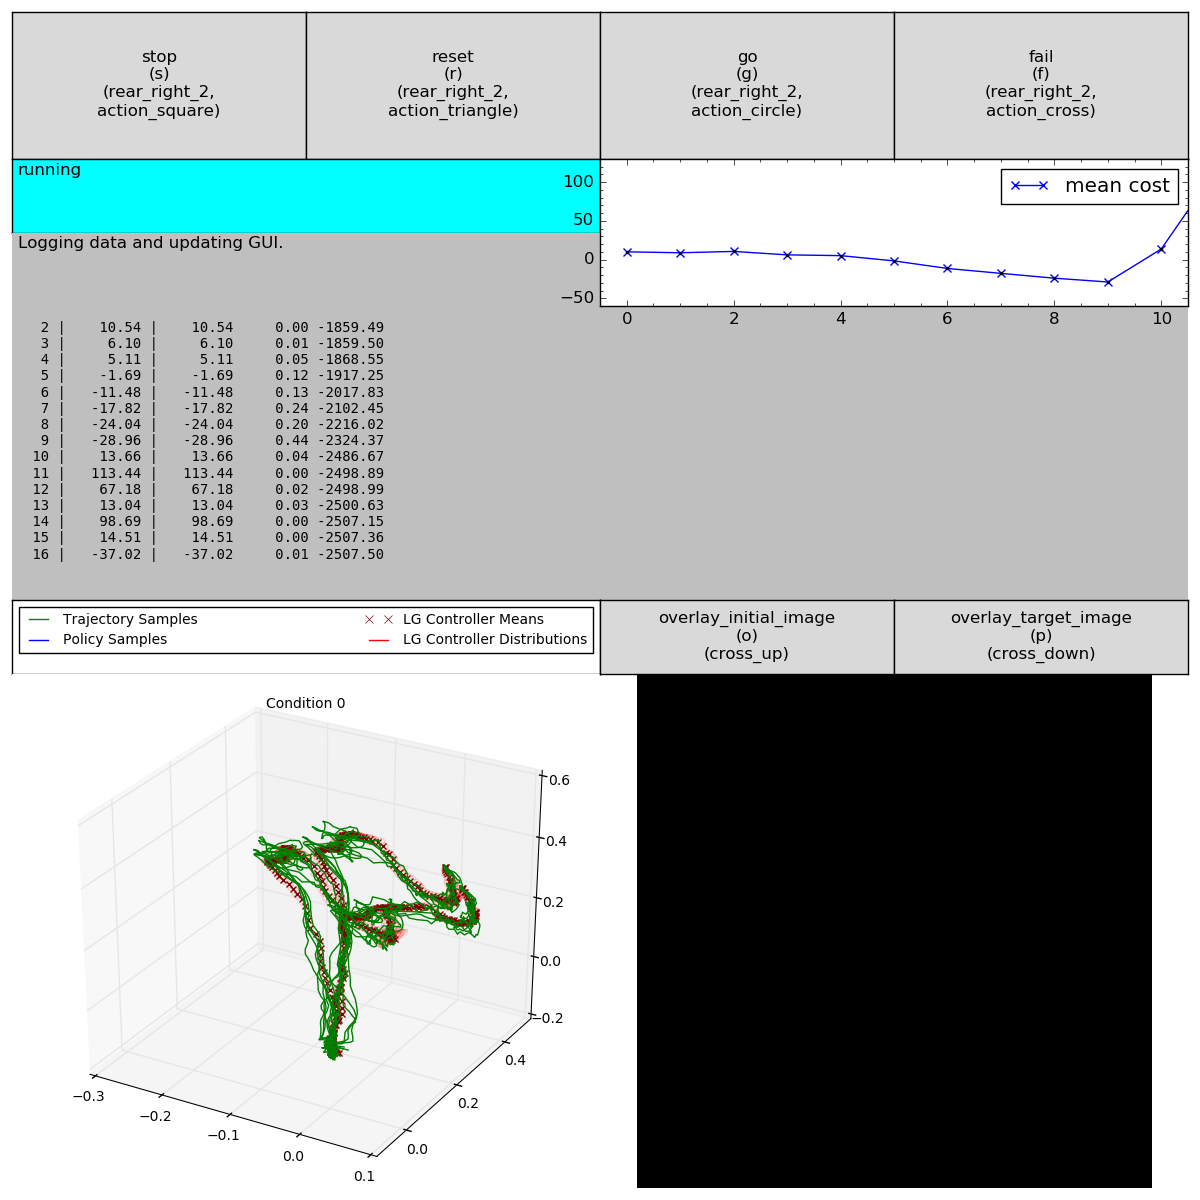 stop
(s)
(rear_right_2,
action_square)
reset
(r)
(rear_right_2,
action_triangle)
go
(g)
(rear_right_2,
action_circle)
fail
(f)
(rear_right_2,
action_cross)
running
Logging data and updating GUI.
100
50
0
−50
mean cost
0 2 4 6 8 10
2 | 10.54 | 10.54 0.00 -1859.49
3 | 6.10 | 6.10 0.01 -1859.50
4 | 5.11 | 5.11 0.05 -1868.55
5 | -1.69 | -1.69 0.12 -1917.25
6 | -11.48 | -11.48 0.13 -2017.83
7 | -17.82 | -17.82 0.24 -2102.45
8 | -24.04 | -24.04 0.20 -2216.02
9 | -28.96 | -28.96 0.44 -2324.37
10 | 13.66 | 13.66 0.04 -2486.67
11 | 113.44 | 113.44 0.00 -2498.89
12 | 67.18 | 67.18 0.02 -2498.99
13 | 13.04 | 13.04 0.03 -2500.63
14 | 98.69 | 98.69 0.00 -2507.15
15 | 14.51 | 14.51 0.00 -2507.36
16 | -37.02 | -37.02 0.01 -2507.50
Trajectory Samples
Policy Samples
LG Controller Means
LG Controller Distributions
overlay_initial_image
(o)
(cross_up)
overlay_target_image
(p)
(cross_down)
Condition 0
0.6
0.4
0.2
0.0
−0.2
0.4
0.2
0.0
−0.3
−0.2
−0.1
0.0
0.1